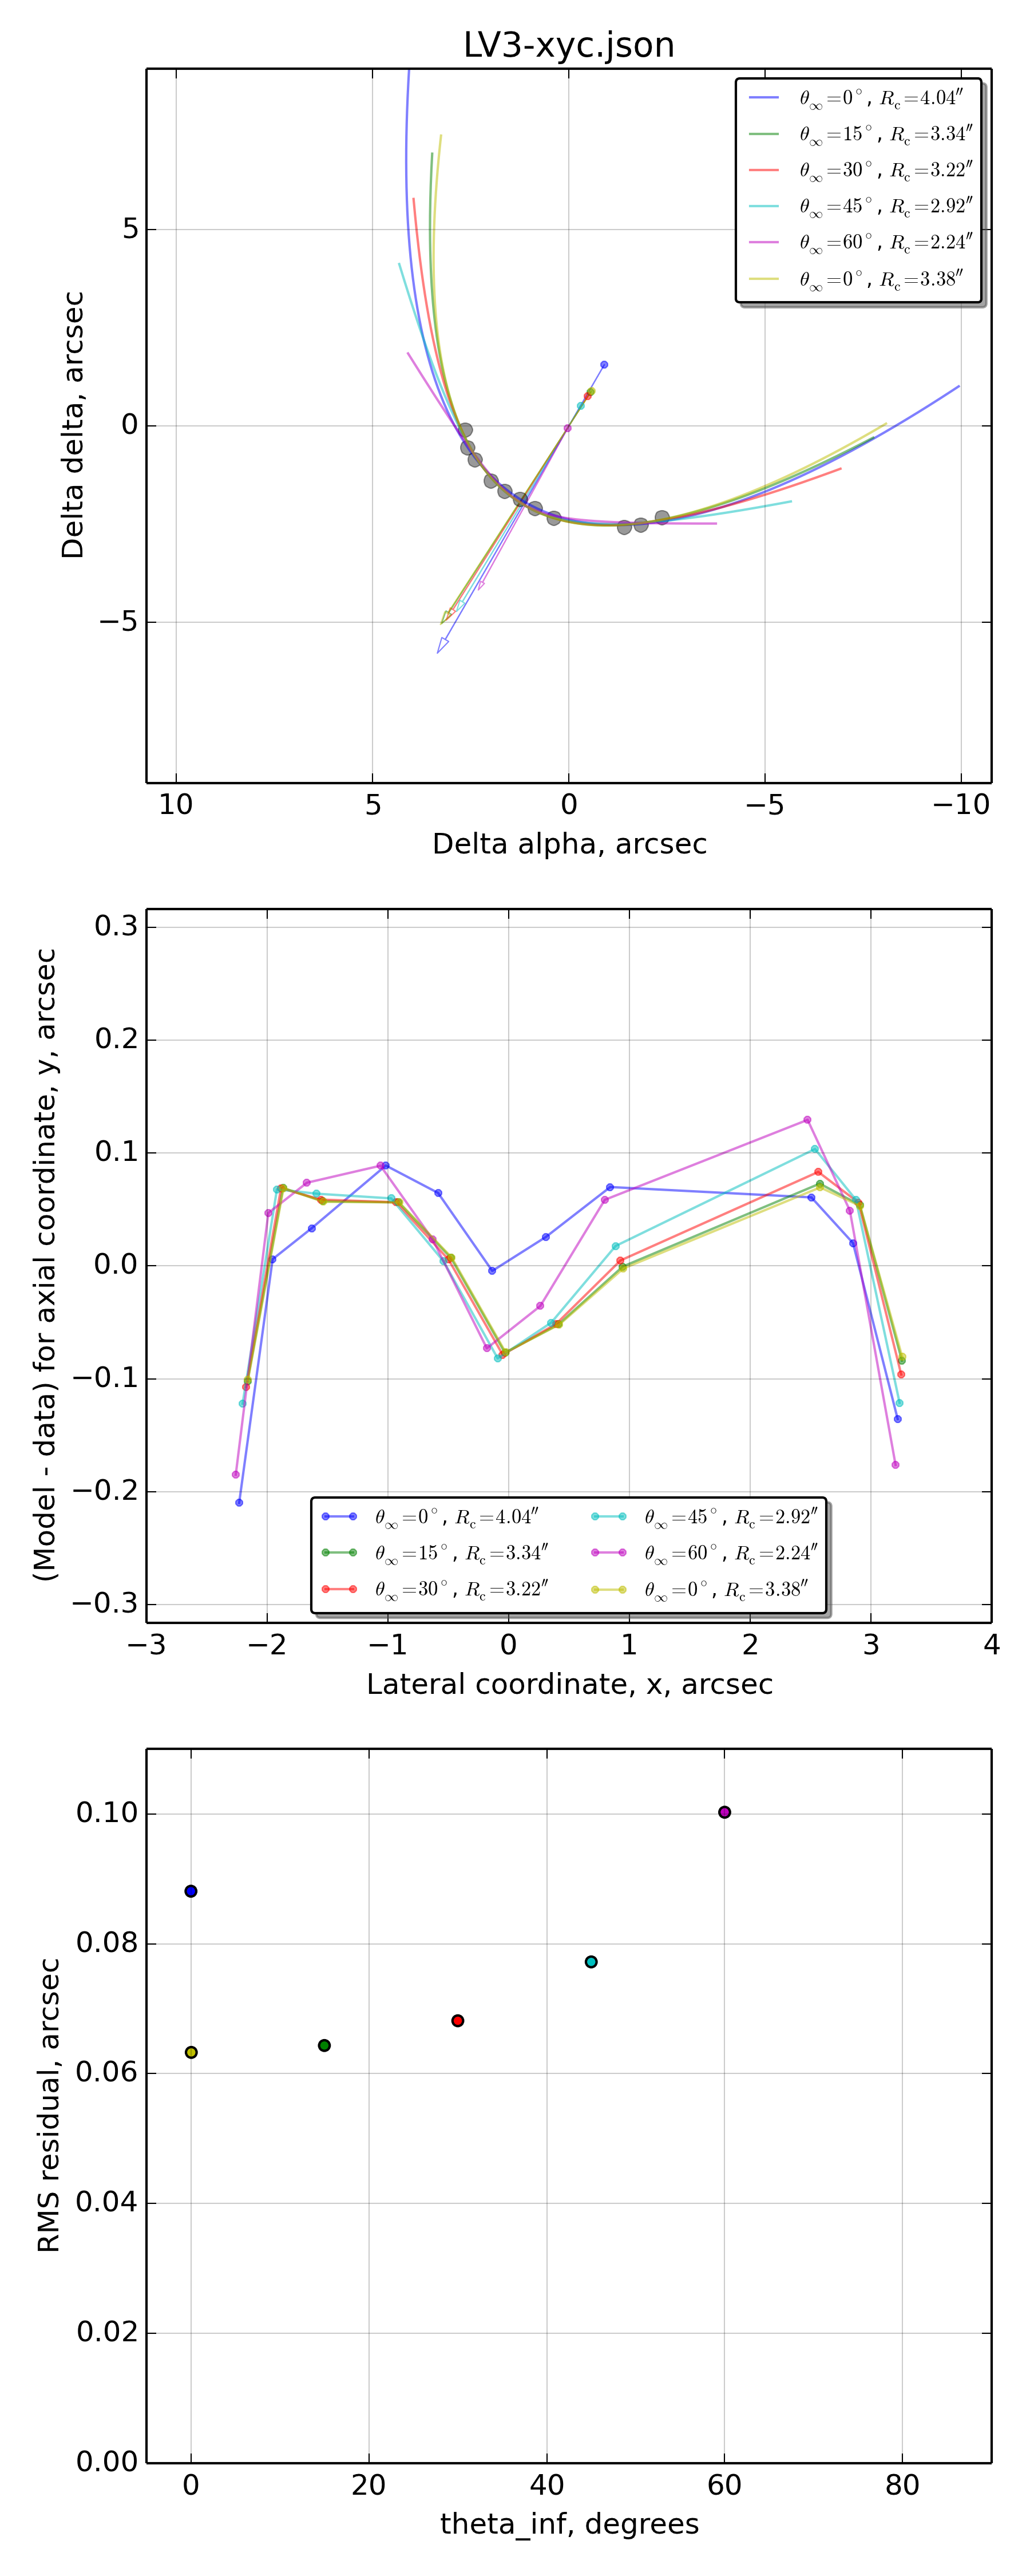 LV3-xyc.json
θ∞=0°, Rc=4.04″
θ∞=15°, Rc=3.34″
θ∞=30°, Rc=3.22″
θ∞=45°, Rc=2.92″
θ∞=60°, Rc=2.24″
θ∞=0°, Rc=3.38″
5
0
−5
Delta delta, arcsec
10 5 0 −5 −10
Delta alpha, arcsec
0.3
0.2
0.1
0.0
−0.1
−0.2
−0.3
(Model - data) for axial coordinate, y, arcsec
θ∞=0°, Rc=4.04″ θ∞=45°, Rc=2.92″
θ∞=15°, Rc=3.34″ θ∞=60°, Rc=2.24″
θ∞=30°, Rc=3.22″ θ∞=0°, Rc=3.38″
−3 −2 −1 0 1 2 3 4
Lateral coordinate, x, arcsec
0.10
0.08
0.06
0.04
0.02
0.00
RMS residual, arcsec
0 20 40 60 80
theta_inf, degrees